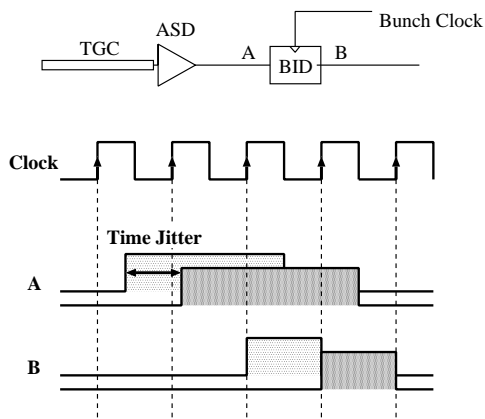 ASD
Bunch Clock
TGC
A
BID
B
Clock
Time Jitter
A
B